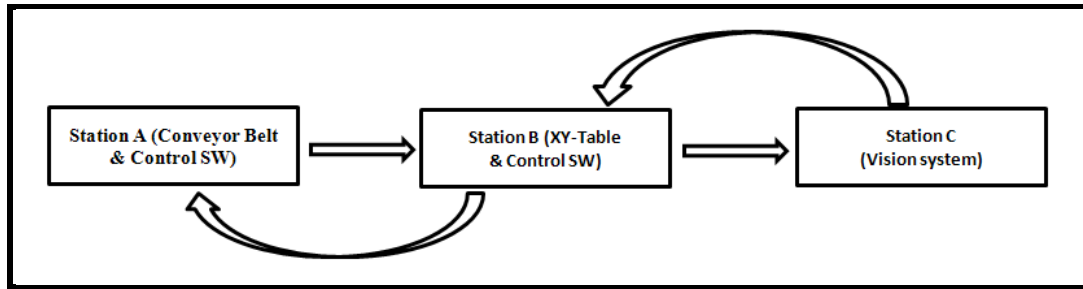 Station A (Conveyor Belt
& Control SW)
Station B (XY-Table
& Control SW)
Station C
(Vision system)